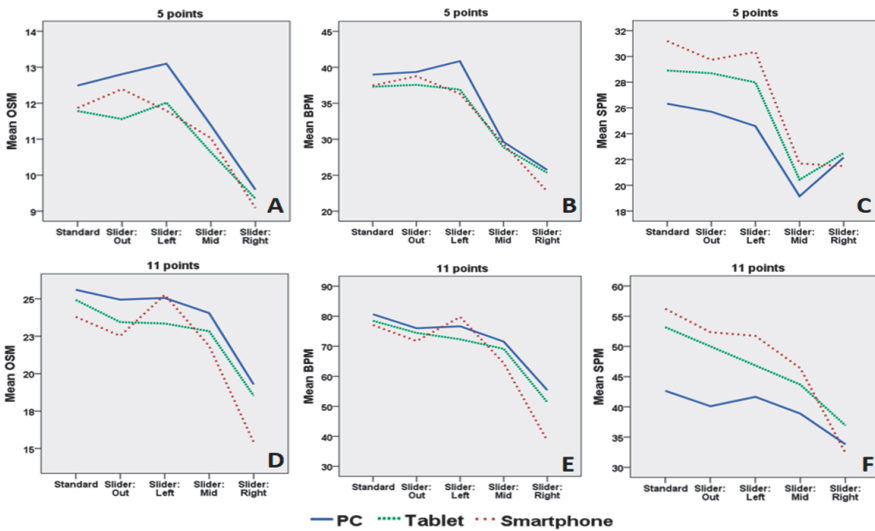 5 points
14
13
12
11
10
9
Mean OSM
Standard Slider: Out Slider: Left Slider: Mid Slider: Right
A
5 points
45
40
35
30
25
20
Mean BPM
Standard Slider: Out Slider: Left Slider: Mid Slider: Right
B
5 points
32
30
28
26
24
22
20
18
Mean SPM
Standard Slider: Out Slider: Left Slider: Mid Slider: Right
C
11 points
25
23
20
18
15
Mean OSM
Standard Slider: Out Slider: Left Slider: Mid Slider: Right
D
11 points
90
80
70
60
50
40
30
Mean BPM
Standard Slider: Out Slider: Left Slider: Mid Slider: Right
E
11 points
60
55
50
45
40
35
30
Mean SPM
Standard Slider: Out Slider: Left Slider: Mid Slider: Right
F
PC Tablet Smartphone